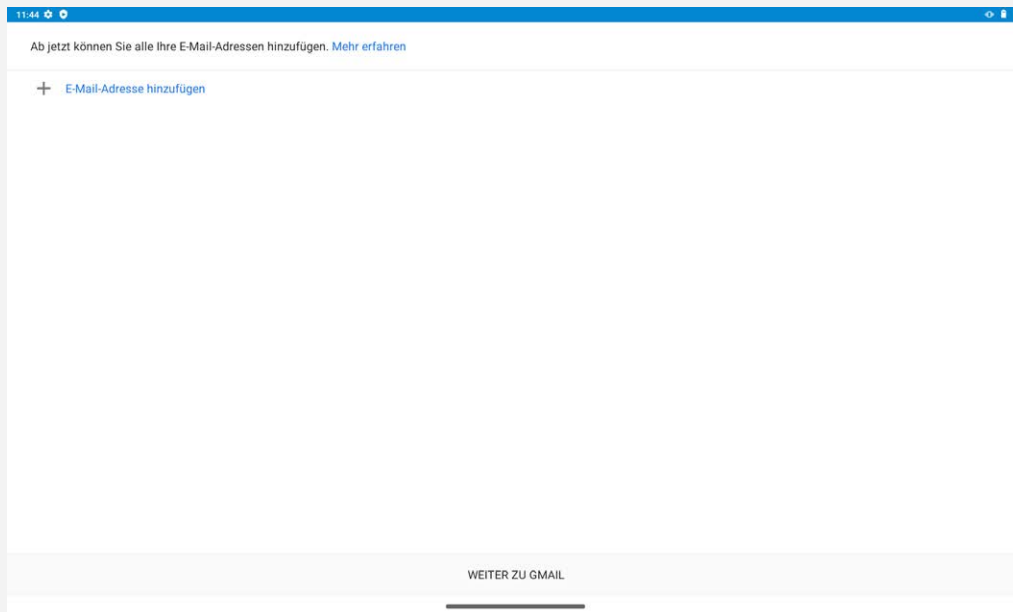 11:44
Ab jetzt können Sie alle Ihre E-Mail-Adressen hinzufügen. Mehr erfahren
E-Mail-Adresse hinzufügen
WEITER ZU GMAIL